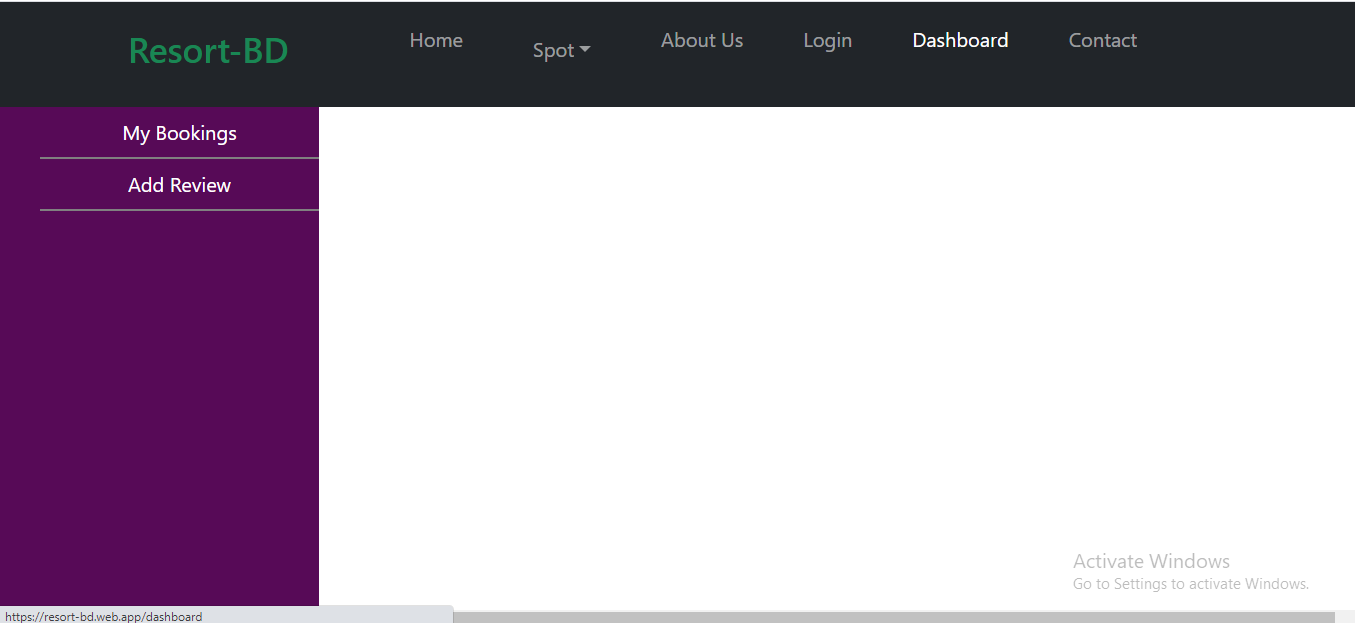 Resort-BD
Home
Spot
About Us
Login
Dashboard
Contact
My Bookings
Add Review
Activate Windows
Go to Settings to activate Windows.
https://resort-bd.web.app/dashboard